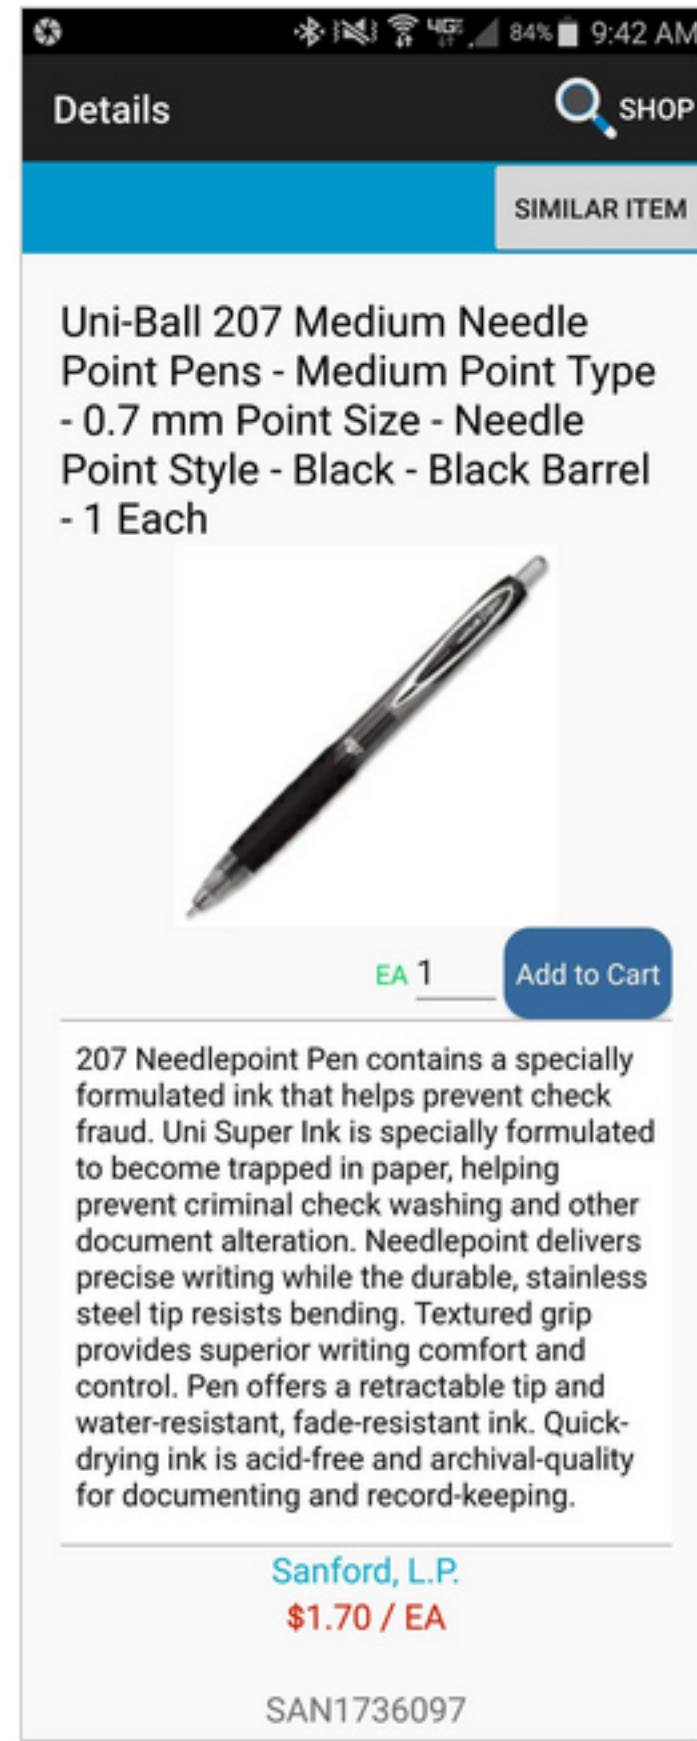 4GE 84% 9:42 AM
Details
SHOP
SIMILAR ITEM
Uni-Ball 207 Medium Needle
Point Pens - Medium Point Type
- 0.7 mm Point Size - Needle
Point Style - Black - Black Barrel
- 1 Each
EA 1
Add to Cart
207 Needlepoint Pen contains a specially
formulated ink that helps prevent check
fraud. Uni Super Ink is specially formulated
to become trapped in paper, helping
prevent criminal check washing and other
document alteration. Needlepoint delivers
precise writing while the durable, stainless
steel tip resists bending. Textured grip
provides superior writing comfort and
control. Pen offers a retractable tip and
water-resistant, fade-resistant ink. Quick-
drying ink is acid-free and archival-quality
for documenting and record-keeping.
Sanford, L.P.
$1.70 / EA
SAN1736097